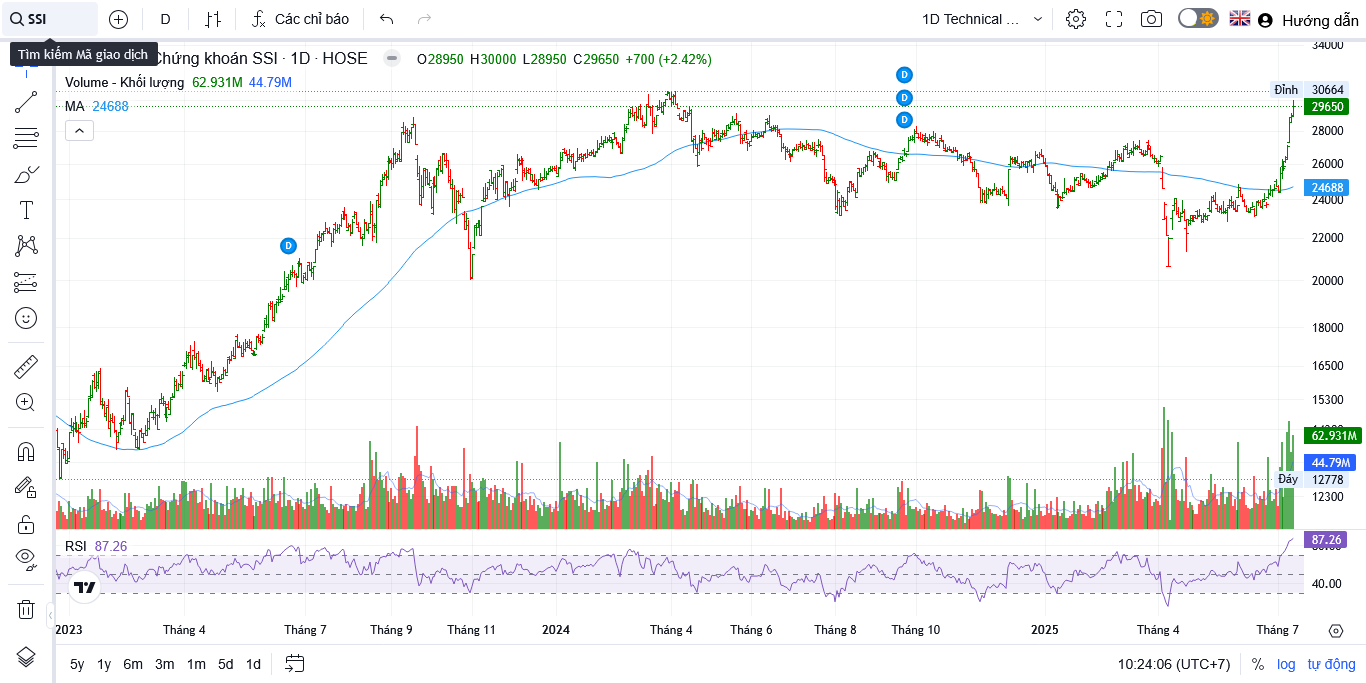 SSI
D
Các chỉ báo
1D Technical ...
Hướng dẫn
Tìm kiếm Mã giao dịch
Chứng khoán SSI · 1D · HOSE
O28950 H30000 L28950 C29650 +700 (+2.42%)
Volume - Khối lượng 62.931M 44.79M
MA 24688
D
D
D
D
34000
Đỉnh 30664
29650
28000
26000
24688
24000
22000
20000
18000
16500
15300
62.931M
44.79M
Đáy 12778
12300
RSI 87.26
87.26
40.00
2023 Tháng 4 Tháng 7 Tháng 9 Tháng 11 2024 Tháng 4 Tháng 6 Tháng 8 Tháng 10 2025 Tháng 4 Tháng 7
5y 1y 6m 3m 1m 5d 1d
10:24:06 (UTC+7) % log tự động